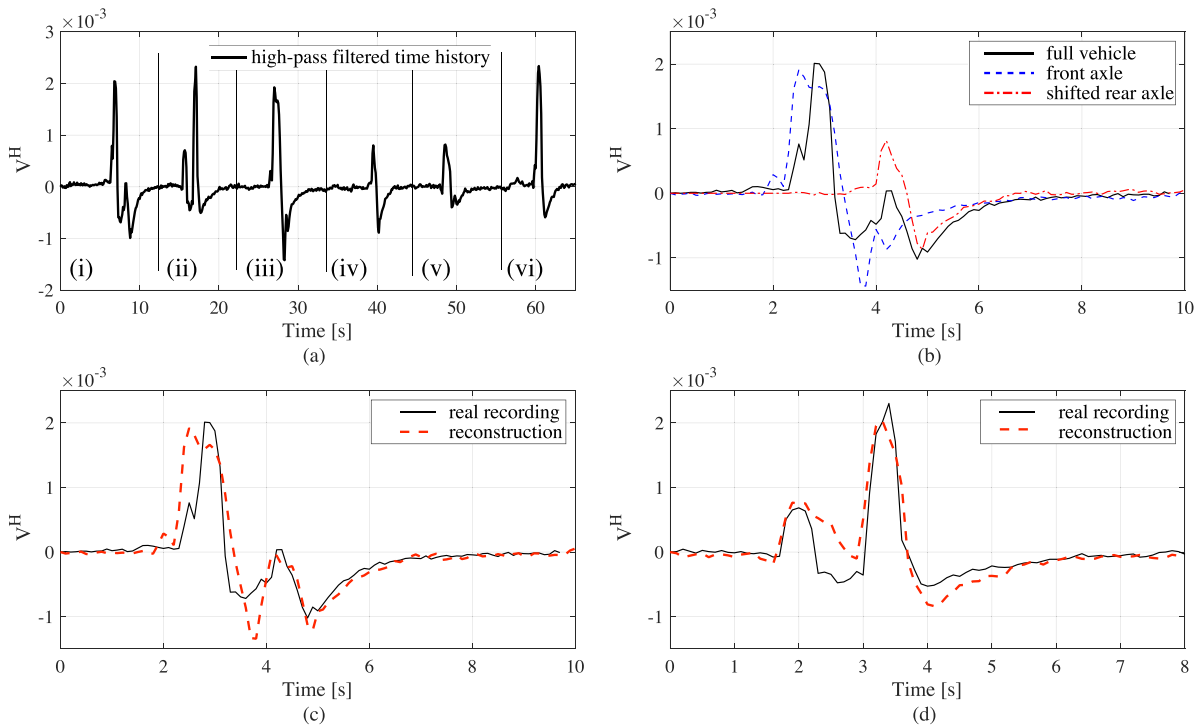 ×10⁻³
3
2
1
0
-1
-2
V^H
high-pass filtered time history
(i)
(ii)
(iii)
(iv)
(v)
(vi)
0 10 20 30 40 50 60
Time [s]
(a)
×10⁻³
2
1
0
-1
V^H
full vehicle
front axle
shifted rear axle
0 2 4 6 8 10
Time [s]
(b)
×10⁻³
2
1
0
-1
V^H
real recording
reconstruction
0 2 4 6 8 10
Time [s]
(c)
×10⁻³
2
1
0
-1
V^H
real recording
reconstruction
0 1 2 3 4 5 6 7 8
Time [s]
(d)